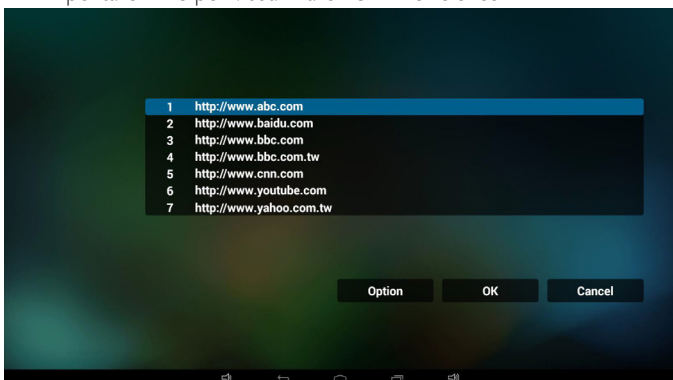 1 http://www.abc.com
2 http://www.baidu.com
3 http://www.bbc.com
4 http://www.bbc.com.tw
5 http://www.cnn.com
6 http://www.youtube.com
7 http://www.yahoo.com.tw
Option OK Cancel